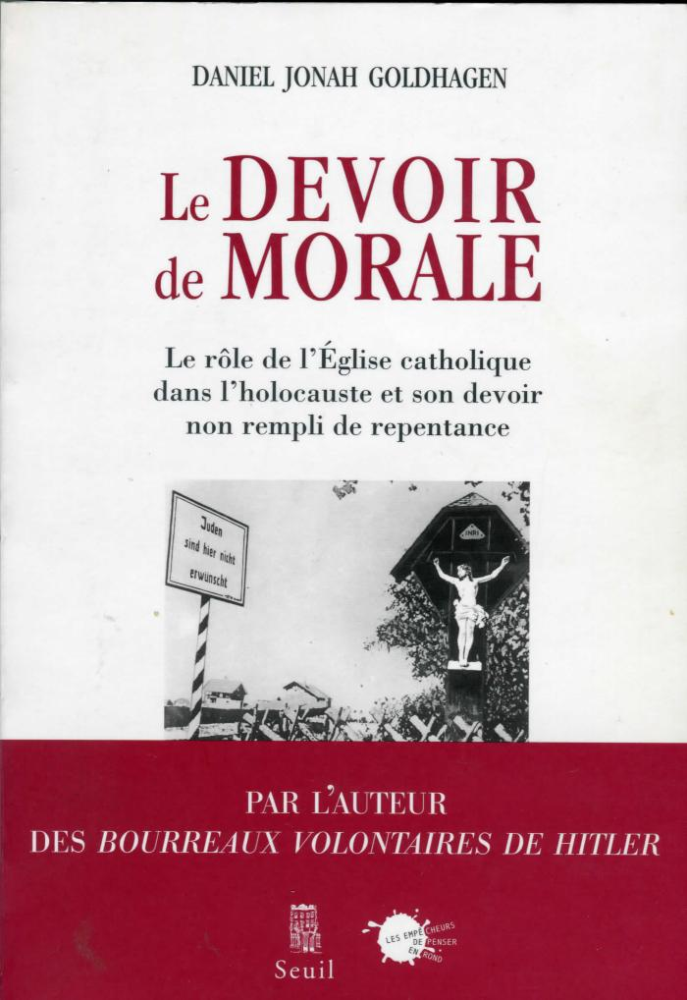 DANIEL JONAH GOLDHAGEN
Le DEVOIR
de MORALE
Le rôle de l'Église catholique
dans l'holocauste et son devoir
non rempli de repentance
Juden
sind hier nicht
erwünscht
INRI
PAR L'AUTEUR
DES BOURREAUX VOLONTAIRES DE HITLER
Seuil
LES EMPÊCHEURS
DE PENSER
EN ROND